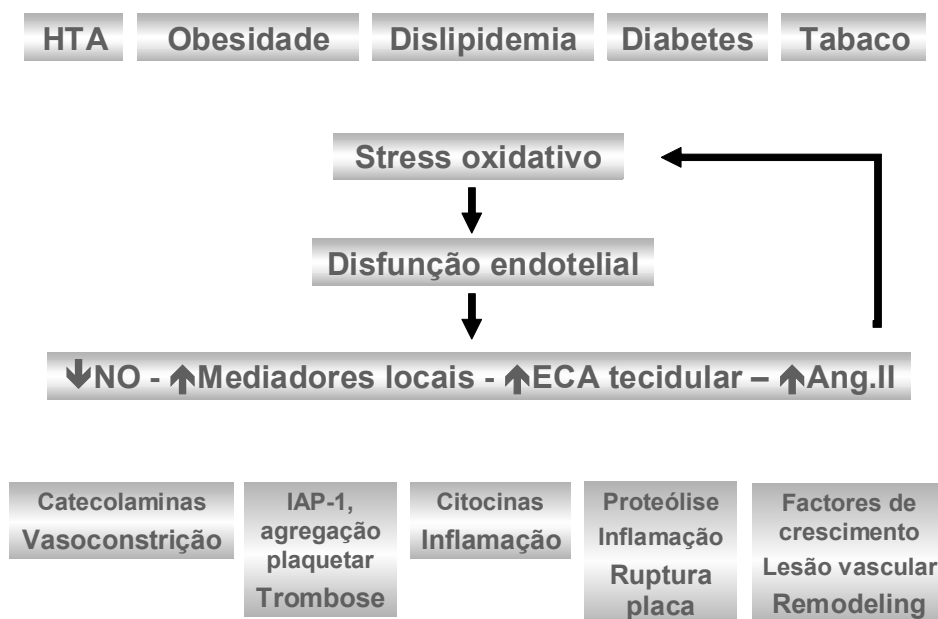 HTA
Obesidade
Dislipidemia
Diabetes
Tabaco
Stress oxidativo
Disfunção endotelial
🡻NO - 🡹Mediadores locais - 🡹ECA tecidular – 🡹Ang.II
Catecolaminas
Vasoconstrição
IAP-1,
agregação
plaquetar
Trombose
Citocinas
Inflamação
Proteólise
Inflamação
Ruptura
placa
Factores de
crescimento
Lesão vascular
Remodeling